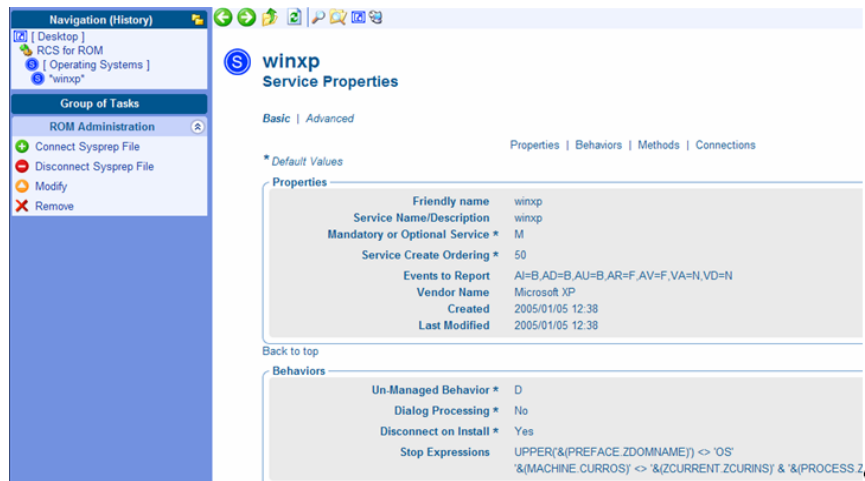 Navigation (History)
[ Desktop ]
RCS for ROM
[ Operating Systems ]
"winxp"
Group of Tasks
ROM Administration
Connect Sysprep File
Disconnect Sysprep File
Modify
Remove
S winxp
Service Properties
Basic | Advanced
Properties | Behaviors | Methods | Connections
* Default Values
Properties
Friendly name winxp
Service Name/Description winxp
Mandatory or Optional Service * M
Service Create Ordering * 50
Events to Report AI=B,AD=B,AU=B,AR=F,AV=F,VA=N,VD=N
Vendor Name Microsoft XP
Created 2005/01/05 12:38
Last Modified 2005/01/05 12:38
Back to top
Behaviors
Un-Managed Behavior * D
Dialog Processing * No
Disconnect on Install * Yes
Stop Expressions UPPER('&(PREFACE.ZDOMNAME)') <> 'OS'
'&(MACHINE.CURROS)' <> '&(ZCURRENT.ZCURINS)' & '&(PROCESS.Z